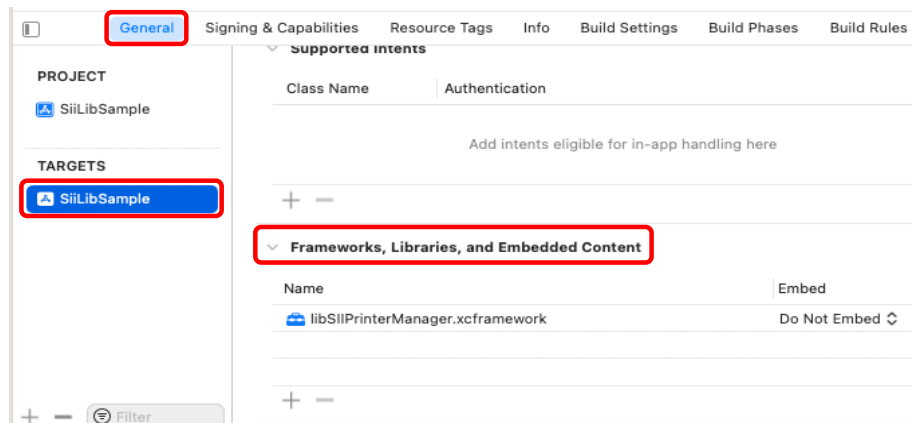 General Signing & Capabilities Resource Tags Info Build Settings Build Phases Build Rules
PROJECT
SiiLibSample
TARGETS
SiiLibSample
Filter
Supported Intents
Class Name Authentication
Add intents eligible for in-app handling here
Frameworks, Libraries, and Embedded Content
Name Embed
libSIIPrinterManager.xcframework Do Not Embed